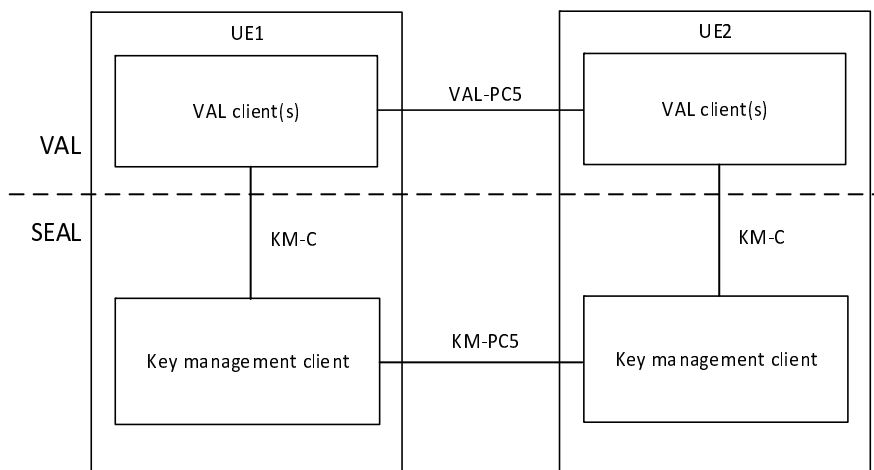 UE1
UE2
VAL client(s)
VAL-PC5
VAL client(s)
VAL
SEAL
KM-C
KM-C
Key management client
KM-PC5
Key management client